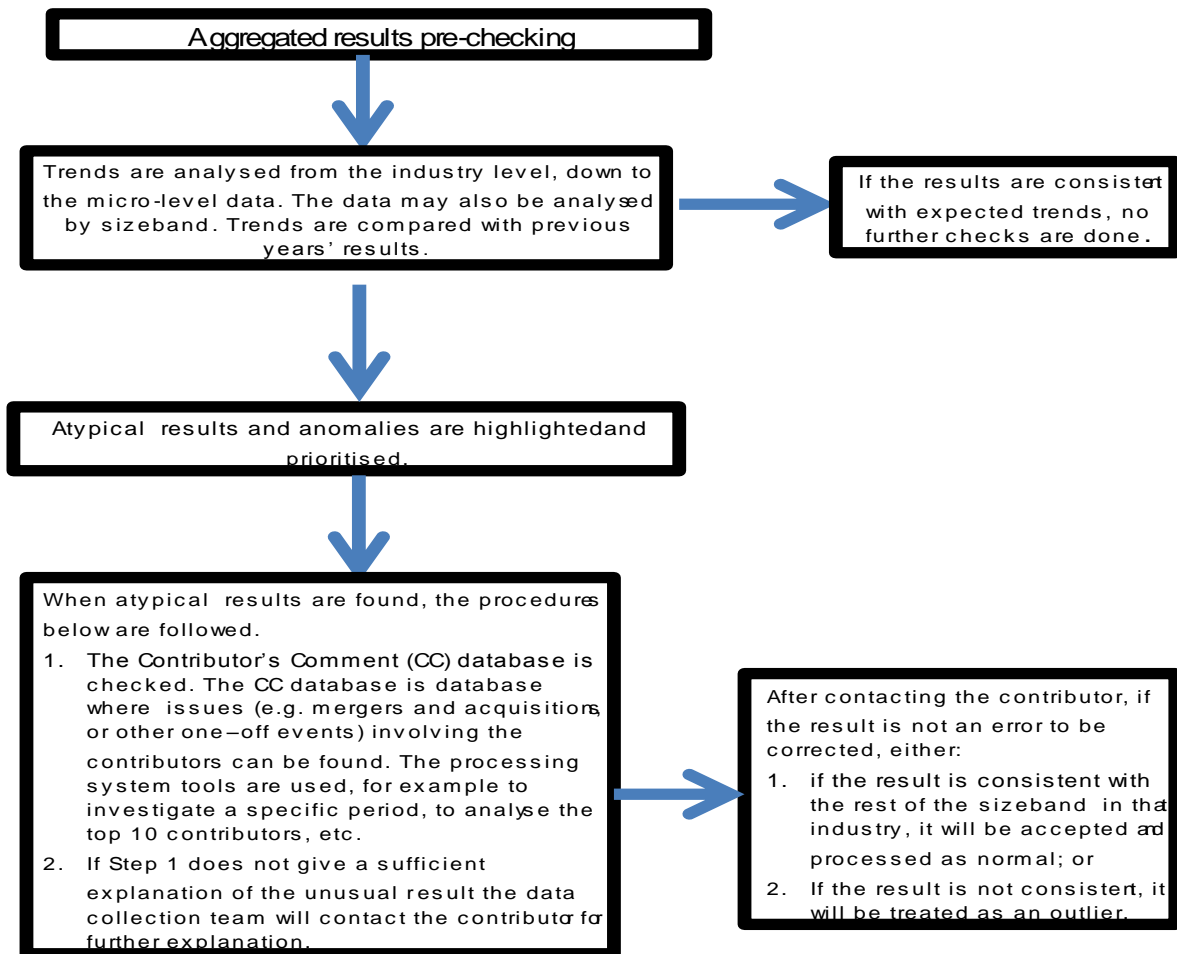 Aggregated results pre-checking
Trends are analysed from the industry level, down to
the micro-level data. The data may also be analysed
by sizeband. Trends are compared with previous
years’ results.
If the results are consistent
with expected trends, no
further checks are done.
Atypical results and anomalies are highlightedand
prioritised.
When atypical results are found, the procedures
below are followed.
1. The Contributor’s Comment (CC) database is
checked. The CC database is database
where issues (e.g. mergers and acquisitions,
or other one–off events) involving the
contributors can be found. The processing
system tools are used, for example to
investigate a specific period, to analyse the
top 10 contributors, etc.
2. If Step 1 does not give a sufficient
explanation of the unusual result the data
collection team will contact the contributor for
further explanation.
After contacting the contributor, if
the result is not an error to be
corrected, either:
1. if the result is consistent with
the rest of the sizeband in that
industry, it will be accepted and
processed as normal; or
2. If the result is not consistent, it
will be treated as an outlier.